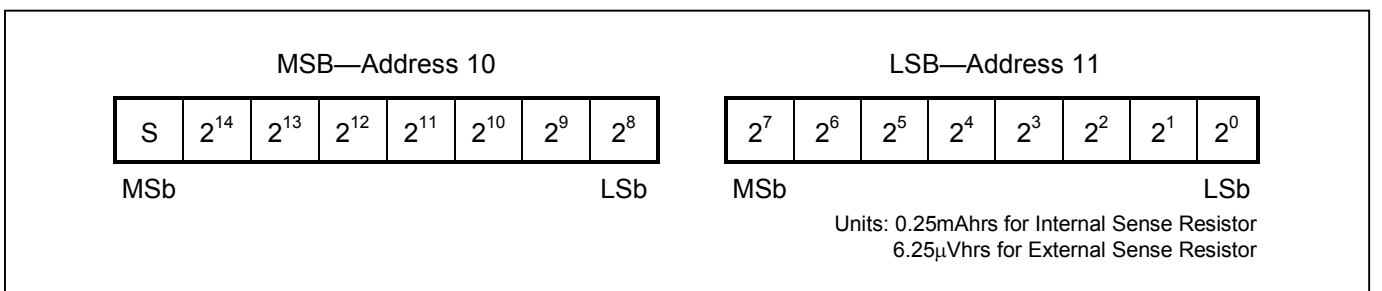 MSB—Address 10 LSB—Address 11
S 2^14 2^13 2^12 2^11 2^10 2^9 2^8 2^7 2^6 2^5 2^4 2^3 2^2 2^1 2^0
MSb LSb MSb LSb
Units: 0.25mAhrs for Internal Sense Resistor
6.25μVhrs for External Sense Resistor